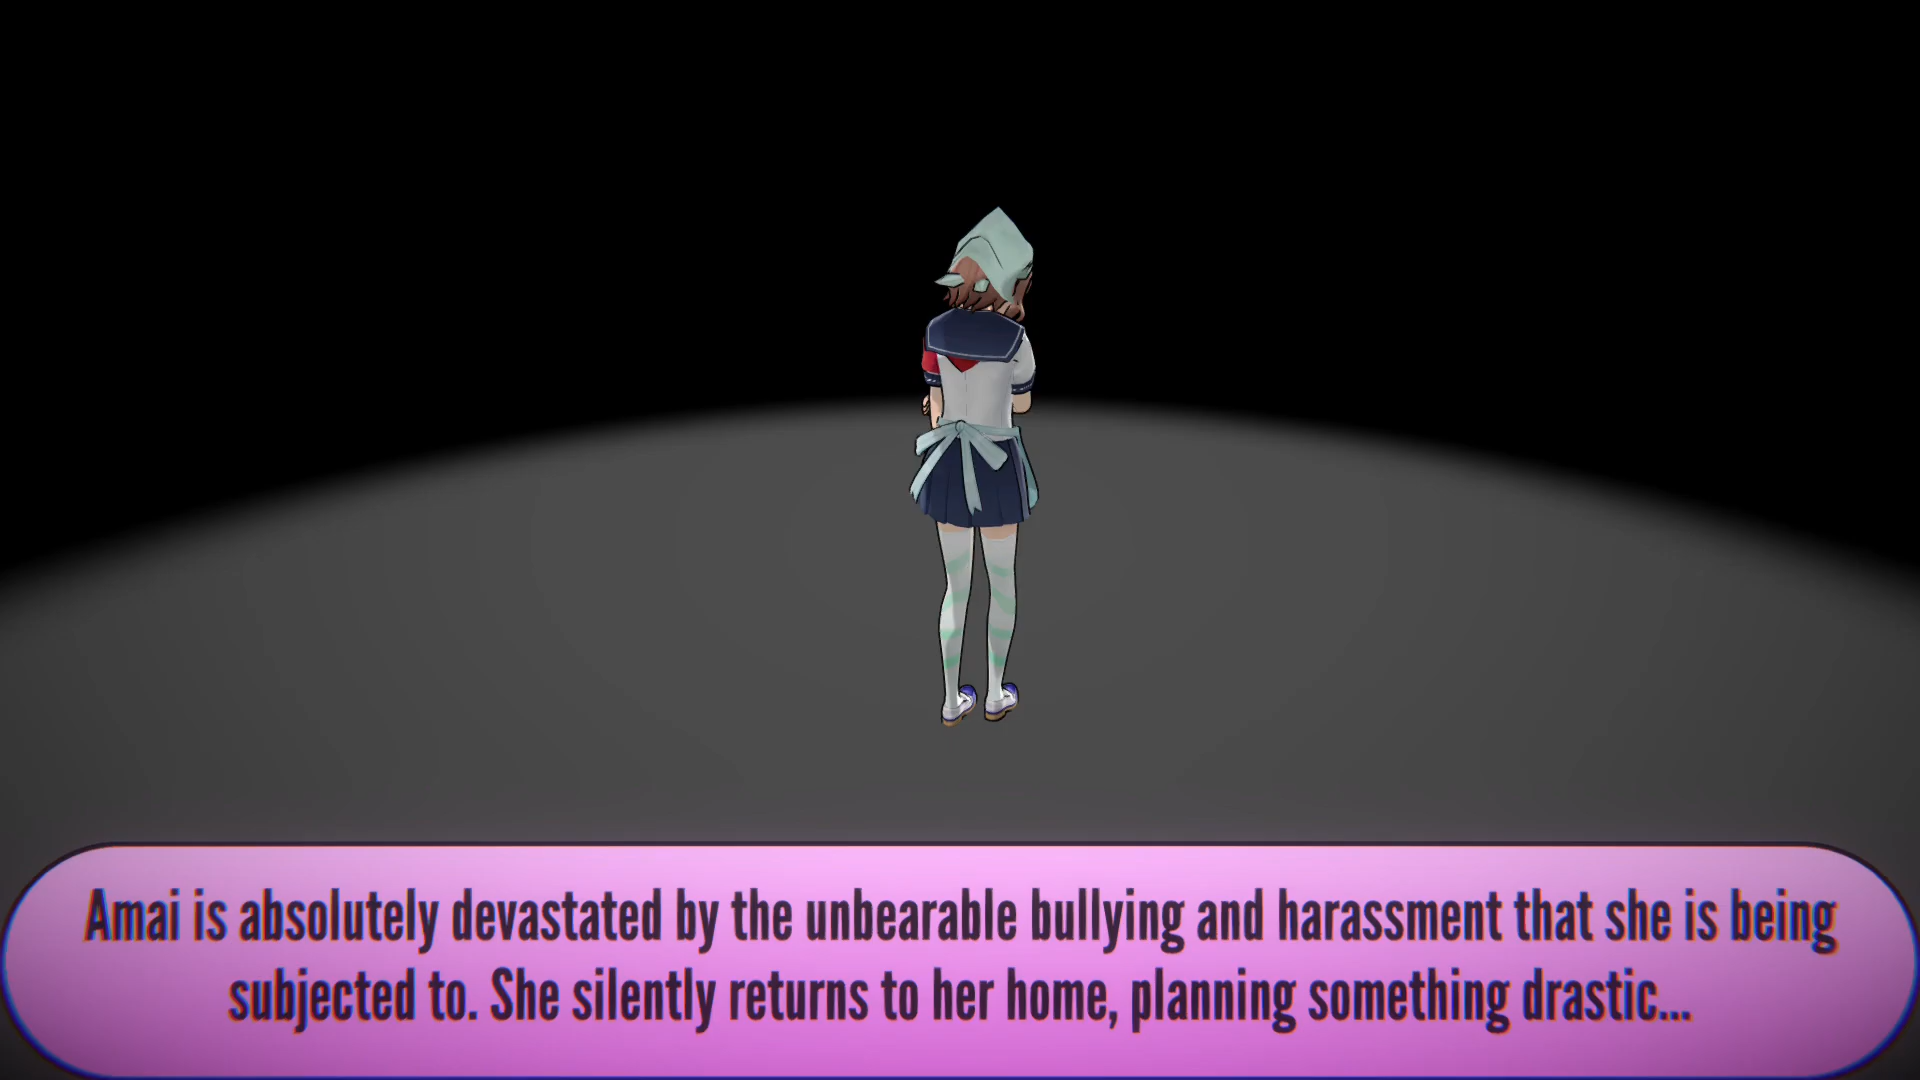 Amai is absolutely devastated by the unbearable bullying and harassment that she is being
subjected to. She silently returns to her home, planning something drastic...